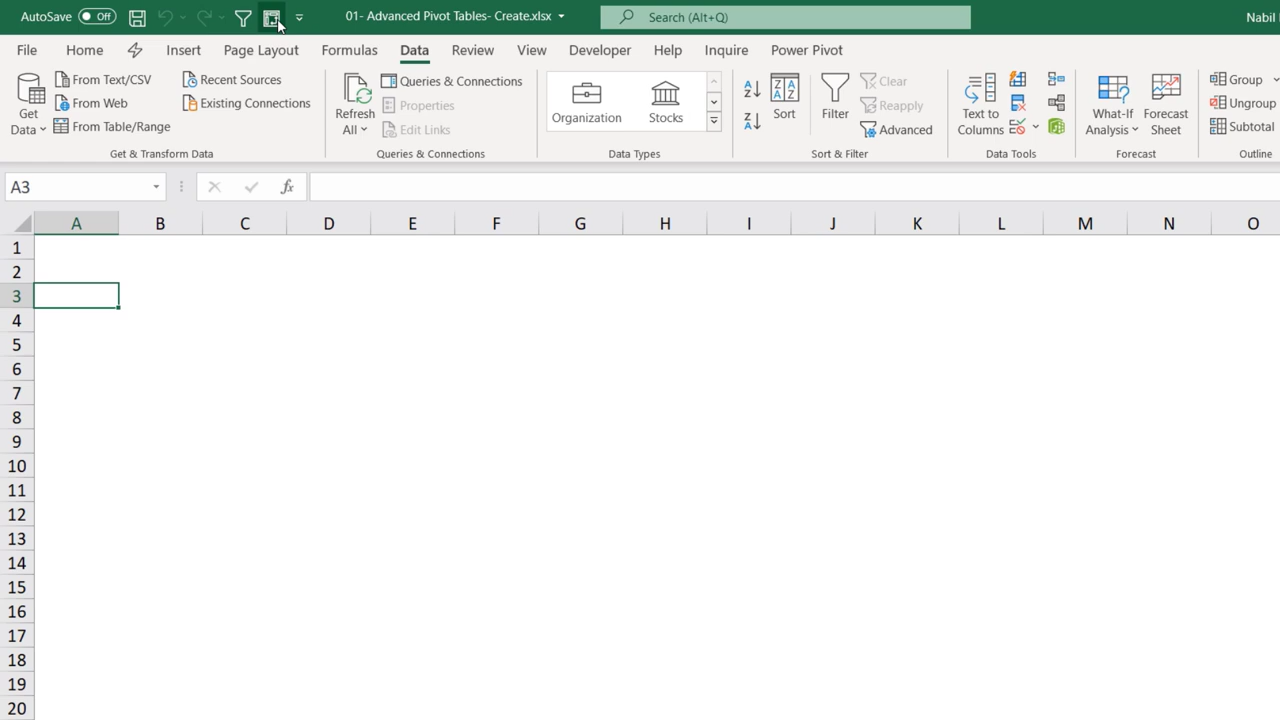 AutoSave Off 01- Advanced Pivot Tables- Create.xlsx Search (Alt+Q) Nabil
File Home Insert Page Layout Formulas Data Review View Developer Help Inquire Power Pivot
Get Data
From Text/CSV
From Web
From Table/Range
Recent Sources
Existing Connections
Get & Transform Data
Refresh All
Queries & Connections
Properties
Edit Links
Queries & Connections
Organization
Stocks
Data Types
Sort
Filter
Clear
Reapply
Advanced
Sort & Filter
Text to Columns
Data Tools
What-If Analysis
Forecast Sheet
Forecast
Group
Ungroup
Subtotal
Outline
A3 fx
A B C D E F G H I J K L M N O
1
2
3
4
5
6
7
8
9
10
11
12
13
14
15
16
17
18
19
20